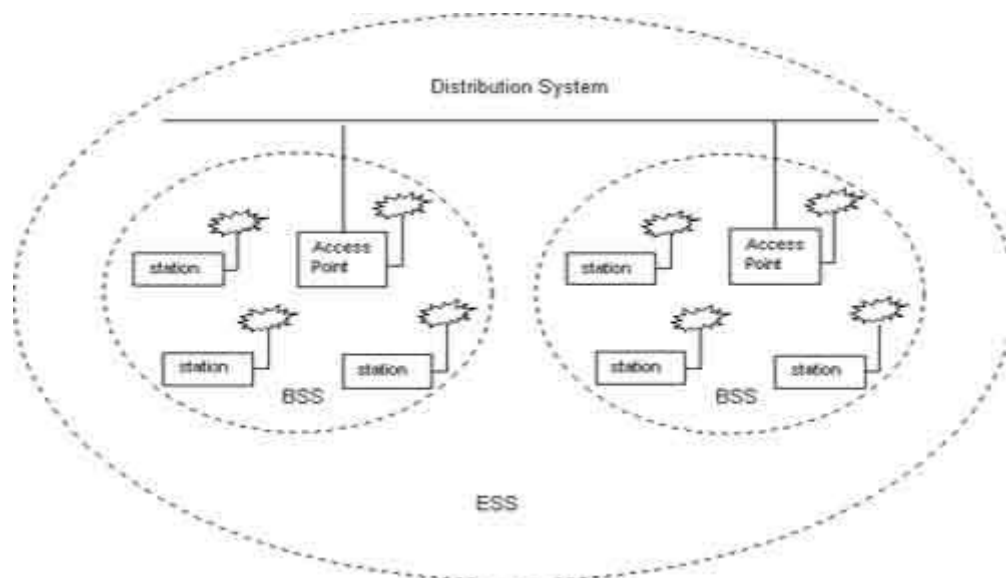 Distribution System
Access
Point
station
station
station
BSS
Access
Point
station
station
station
BSS
ESS